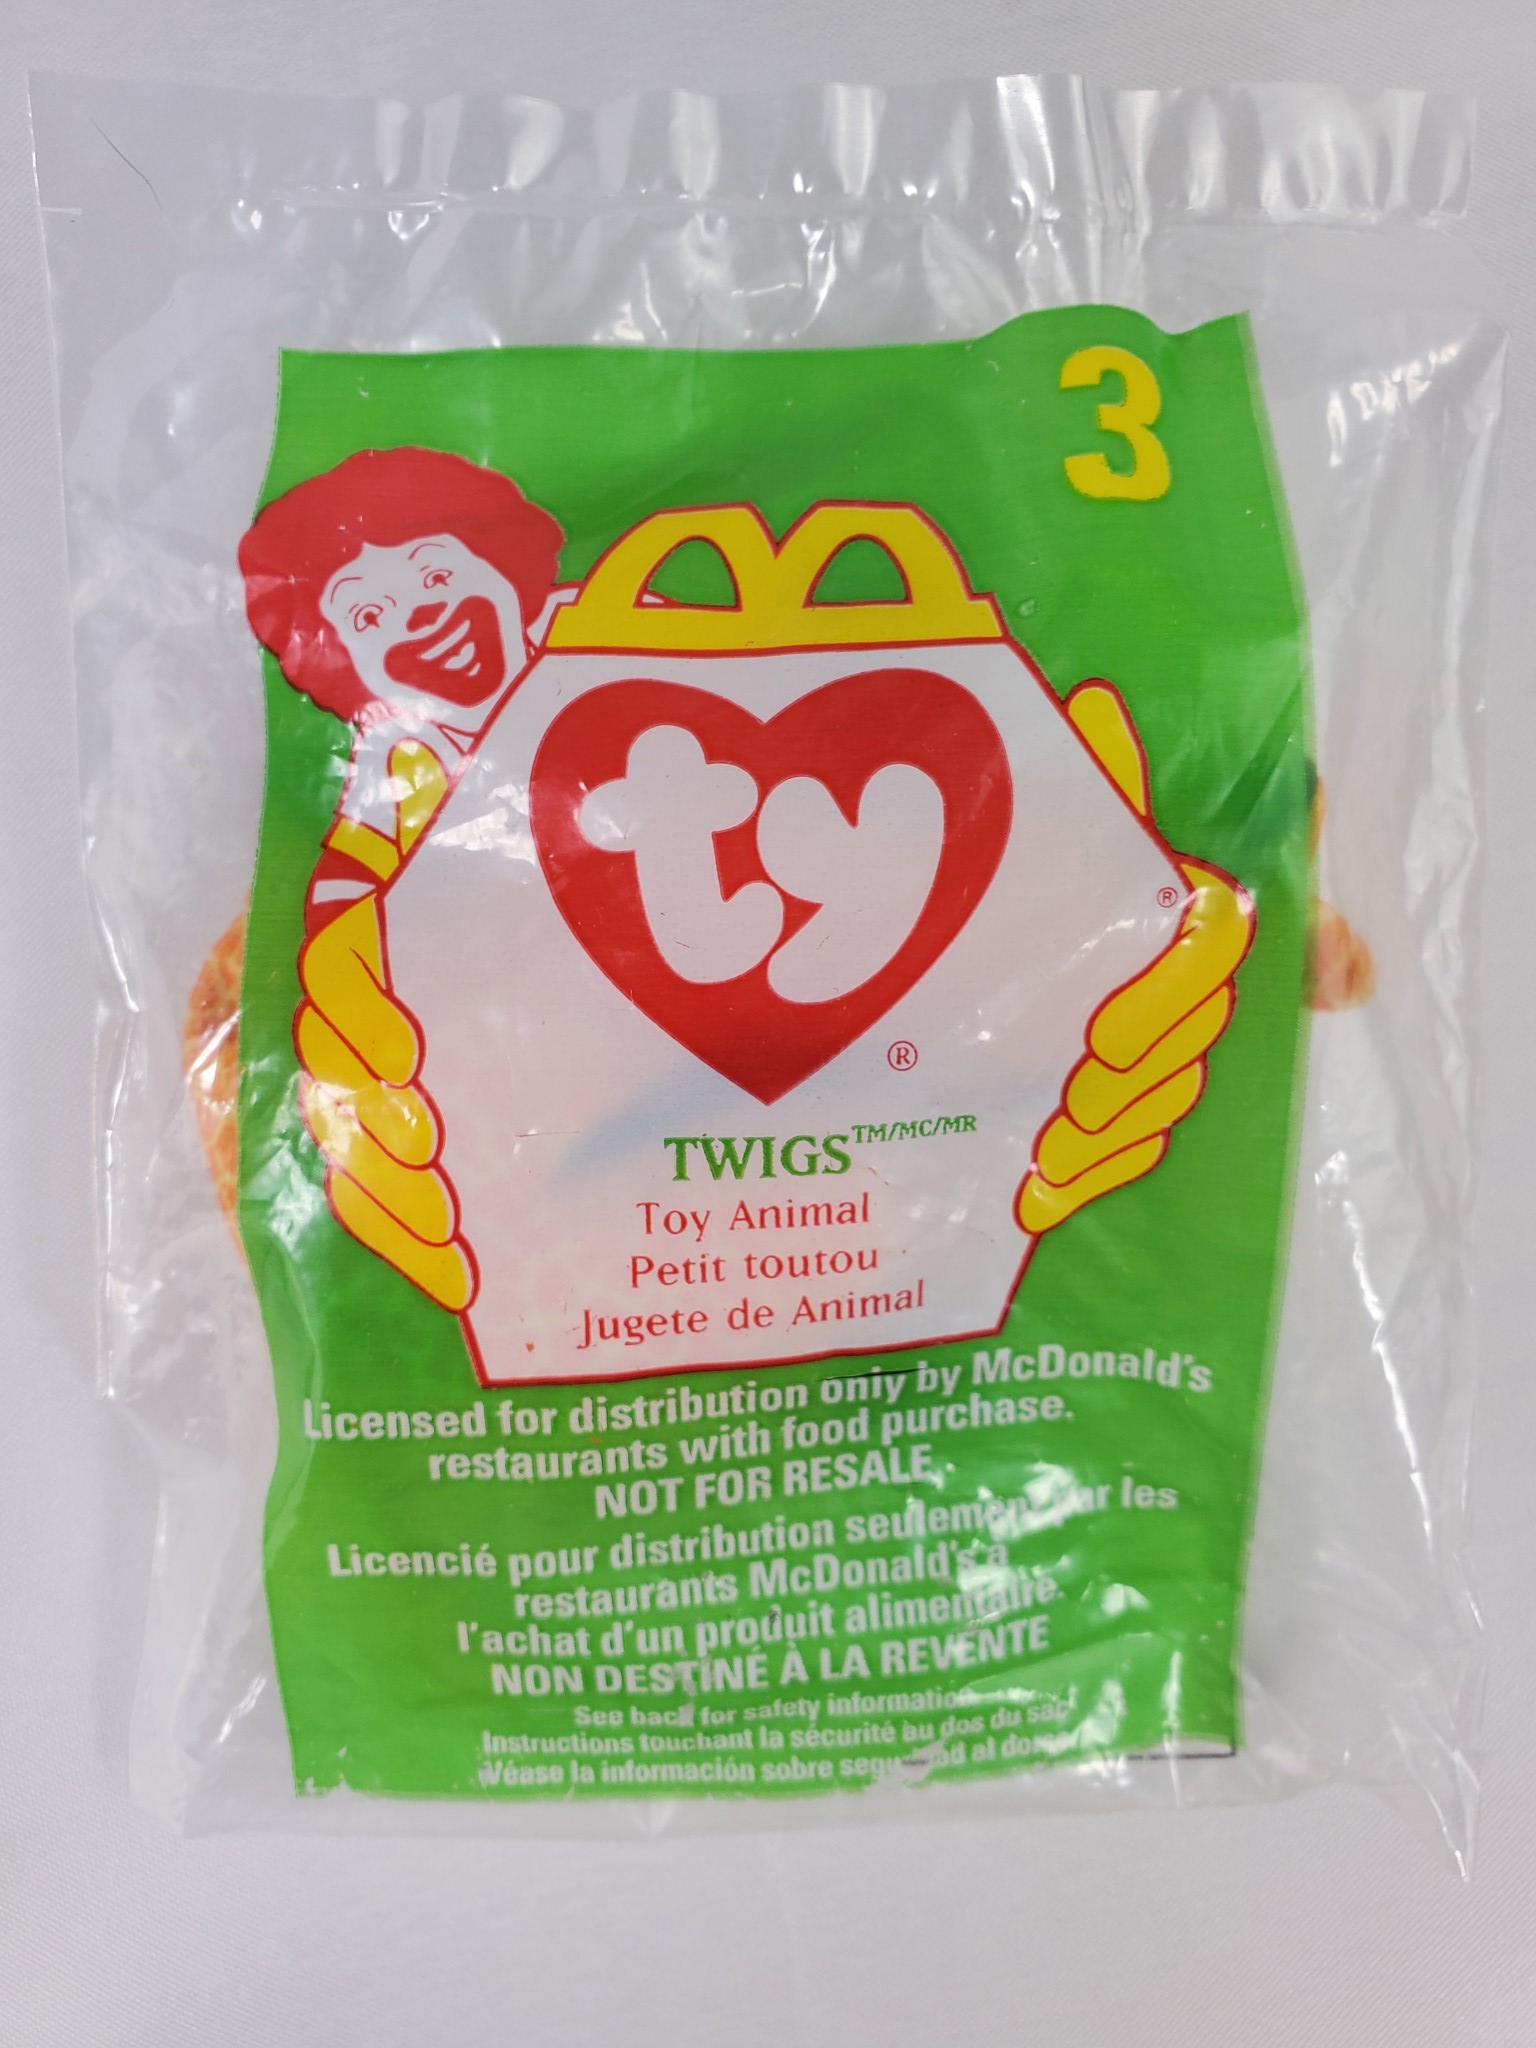 3
ty
®
®
TWIGS™/MC/MR
Toy Animal
Petit toutou
Jugete de Animal
Licensed for distribution only by McDonald's
restaurants with food purchase.
NOT FOR RESALE.
Licencié pour distribution seulement par les
restaurants McDonald's à
l'achat d'un produit alimentaire.
NON DESTINÉ À LA REVENTE
See back for safety information
Instructions touchant la sécurité au dos du sac
Véase la información sobre seguridad al